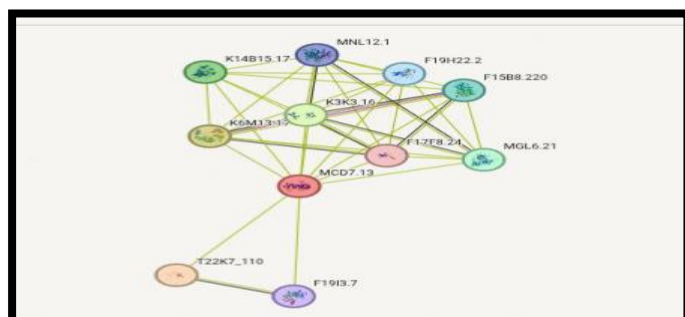 MNL12.1
K14B15.17
F19H22.2
F15B8.220
K3K3.16
K6M13.17
F17F8.24
MGL6.21
MCD7.13
T22K7_110
F19I3.7